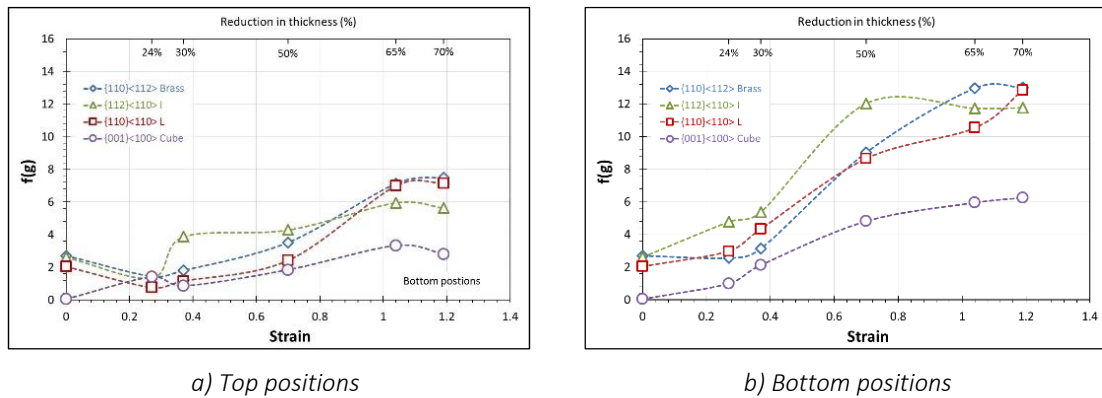 Reduction in thickness (%)
24% 30% 50% 65% 70%
16
14
12
10
8
6
4
2
0
f(g)
{110}<112> Brass
{112}<110> I
{110}<110> L
{001}<100> Cube
Bottom postions
0 0.2 0.4 0.6 0.8 1 1.2 1.4
Strain
a) Top positions
Reduction in thickness (%)
24% 30% 50% 65% 70%
16
14
12
10
8
6
4
2
0
f(g)
{110}<112> Brass
{112}<110> I
{110}<110> L
{001}<100> Cube
0 0.2 0.4 0.6 0.8 1 1.2 1.4
Strain
b) Bottom positions